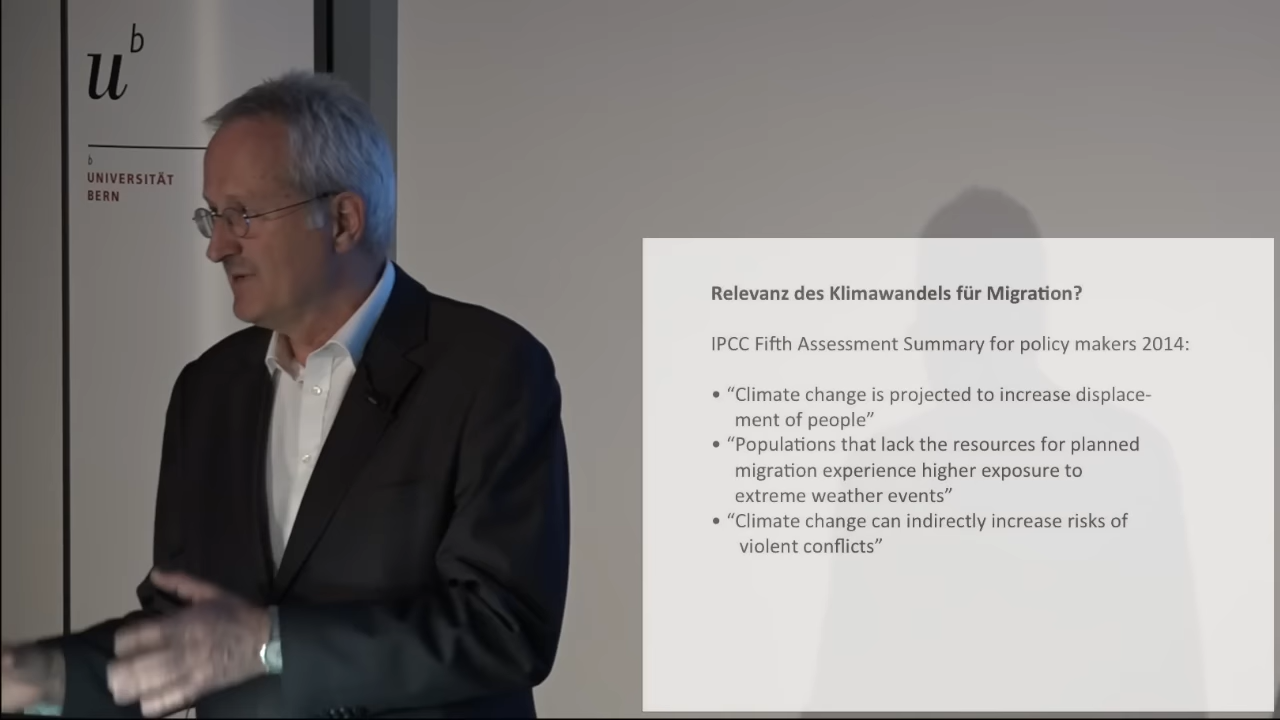 u
b
b
UNIVERSITÄT
BERN
Relevanz des Klimawandels für Migration?
IPCC Fifth Assessment Summary for policy makers 2014:
• “Climate change is projected to increase displace-
ment of people”
• “Populations that lack the resources for planned
migration experience higher exposure to
extreme weather events”
• “Climate change can indirectly increase risks of
violent conflicts”